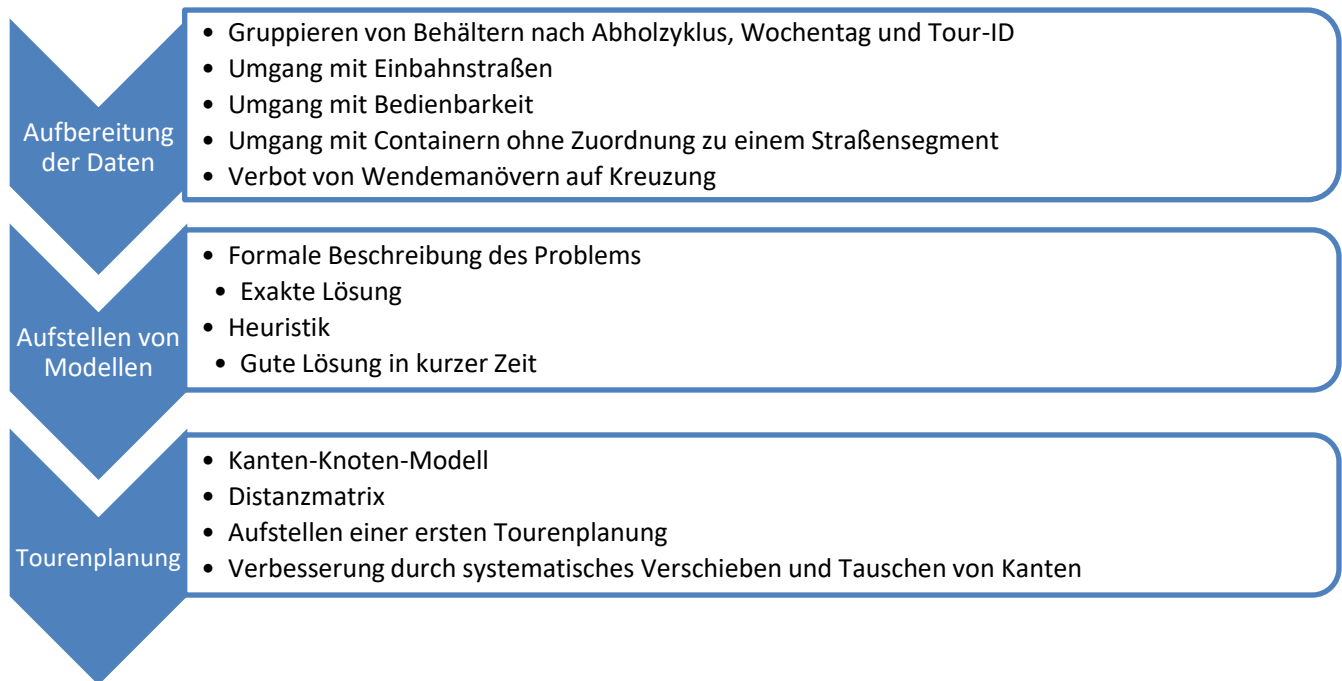 Aufbereitung
der Daten
• Gruppieren von Behältern nach Abholzyklus, Wochentag und Tour-ID
• Umgang mit Einbahnstraßen
• Umgang mit Bedienbarkeit
• Umgang mit Containern ohne Zuordnung zu einem Straßensegment
• Verbot von Wendemanövern auf Kreuzung
Aufstellen von
Modellen
• Formale Beschreibung des Problems
• Exakte Lösung
• Heuristik
• Gute Lösung in kurzer Zeit
Tourenplanung
• Kanten-Knoten-Modell
• Distanzmatrix
• Aufstellen einer ersten Tourenplanung
• Verbesserung durch systematisches Verschieben und Tauschen von Kanten